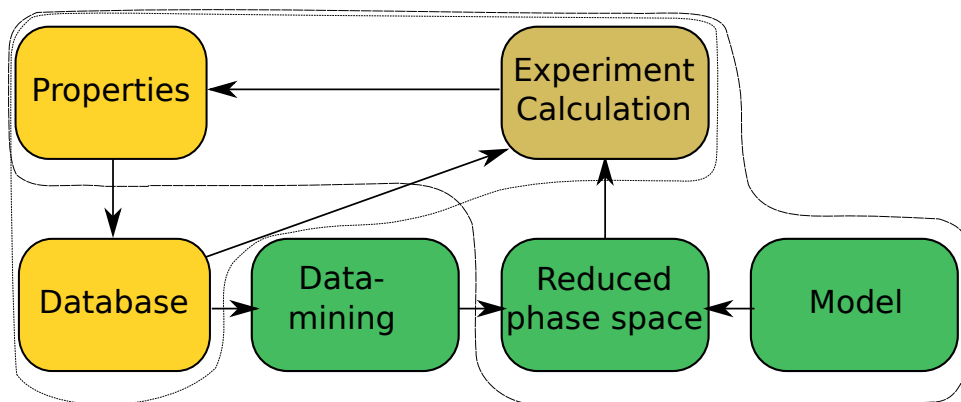 Properties
Experiment
Calculation
Database
Data-
mining
Reduced
phase space
Model